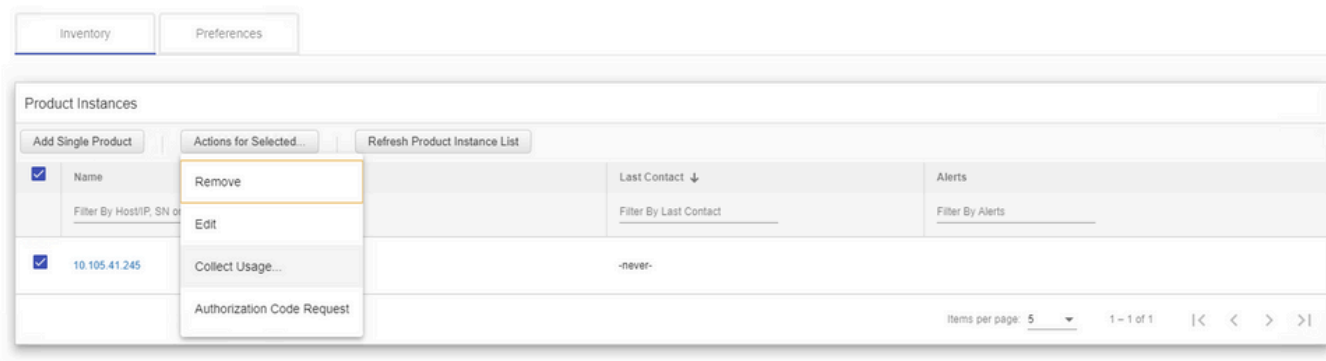 Inventory Preferences
Product Instances
Add Single Product Actions for Selected... Refresh Product Instance List
Name Last Contact Alerts
Remove
Filter By Host/IP, SN Filter By Last Contact Filter By Alerts
Edit
10.105.41.245 -never-
Collect Usage...
Authorization Code Request
Items per page: 5 1 – 1 of 1